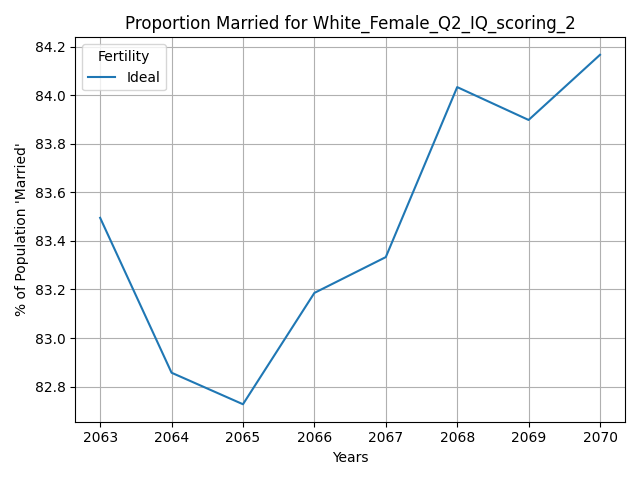 Proportion Married for White_Female_Q2_IQ_scoring_2
Fertility
Ideal
% of Population 'Married'
84.2
84.0
83.8
83.6
83.4
83.2
83.0
82.8
2063 2064 2065 2066 2067 2068 2069 2070
Years